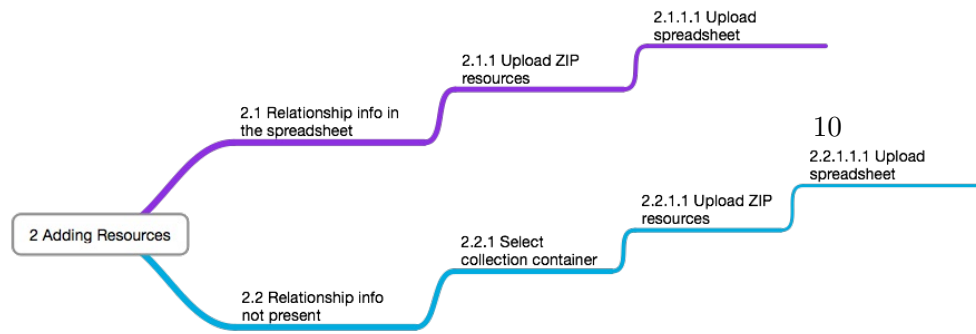 2.1.1.1 Upload
spreadsheet
2.1.1 Upload ZIP
resources
2.1 Relationship info in
the spreadsheet
10
2.2.1.1.1 Upload
spreadsheet
2.2.1.1 Upload ZIP
resources
2 Adding Resources
2.2.1 Select
collection container
2.2 Relationship info
not present